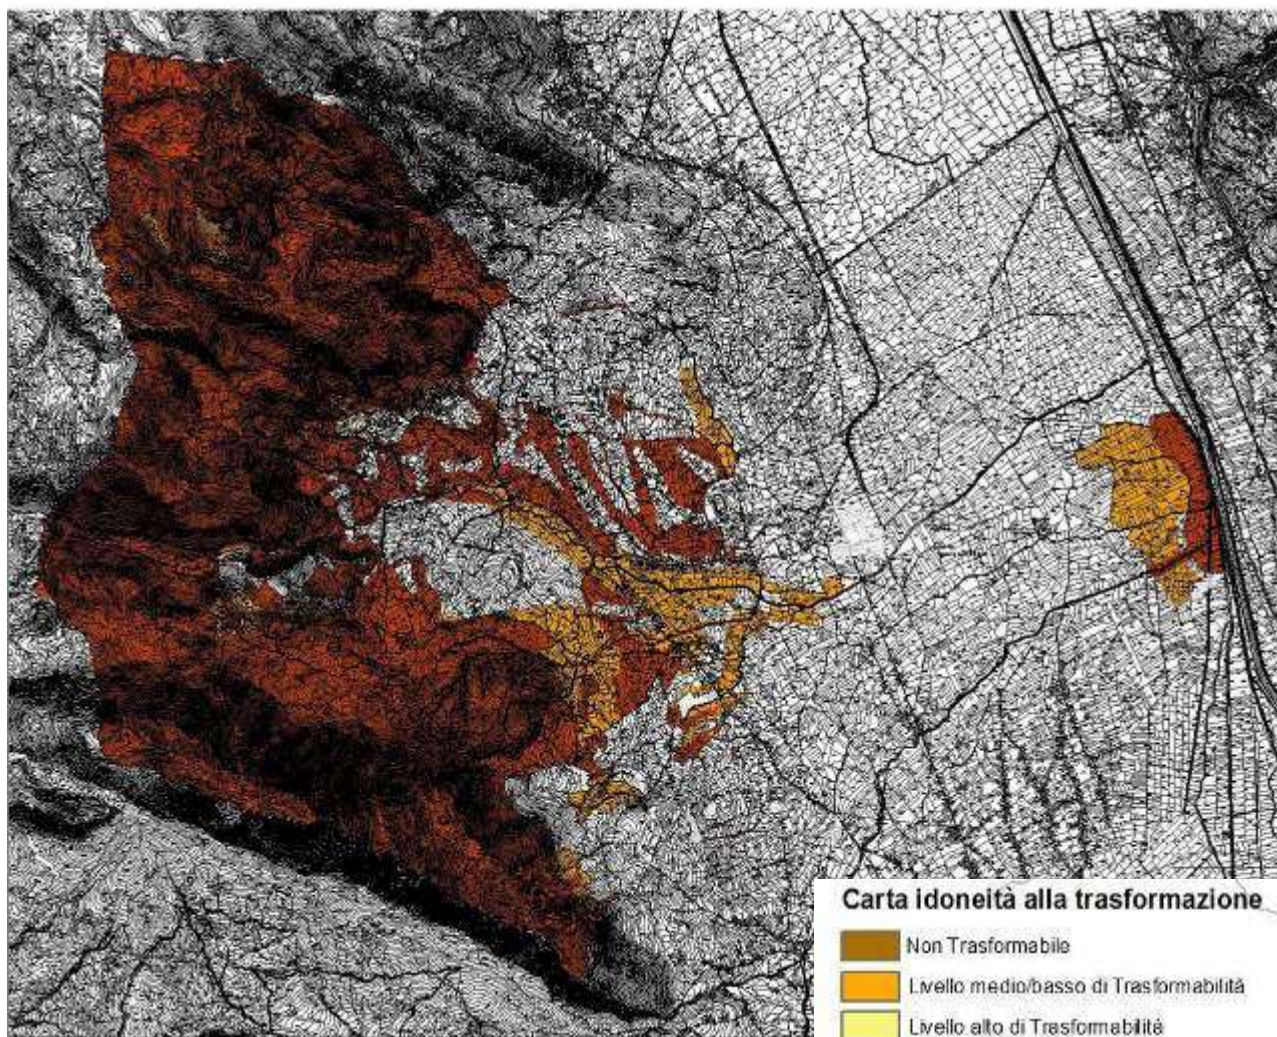 Carta idoneità alla trasformazione
Non Trasformabile
Livello medio/basso di Trasformabilità
Livello alto di Trasformabilità